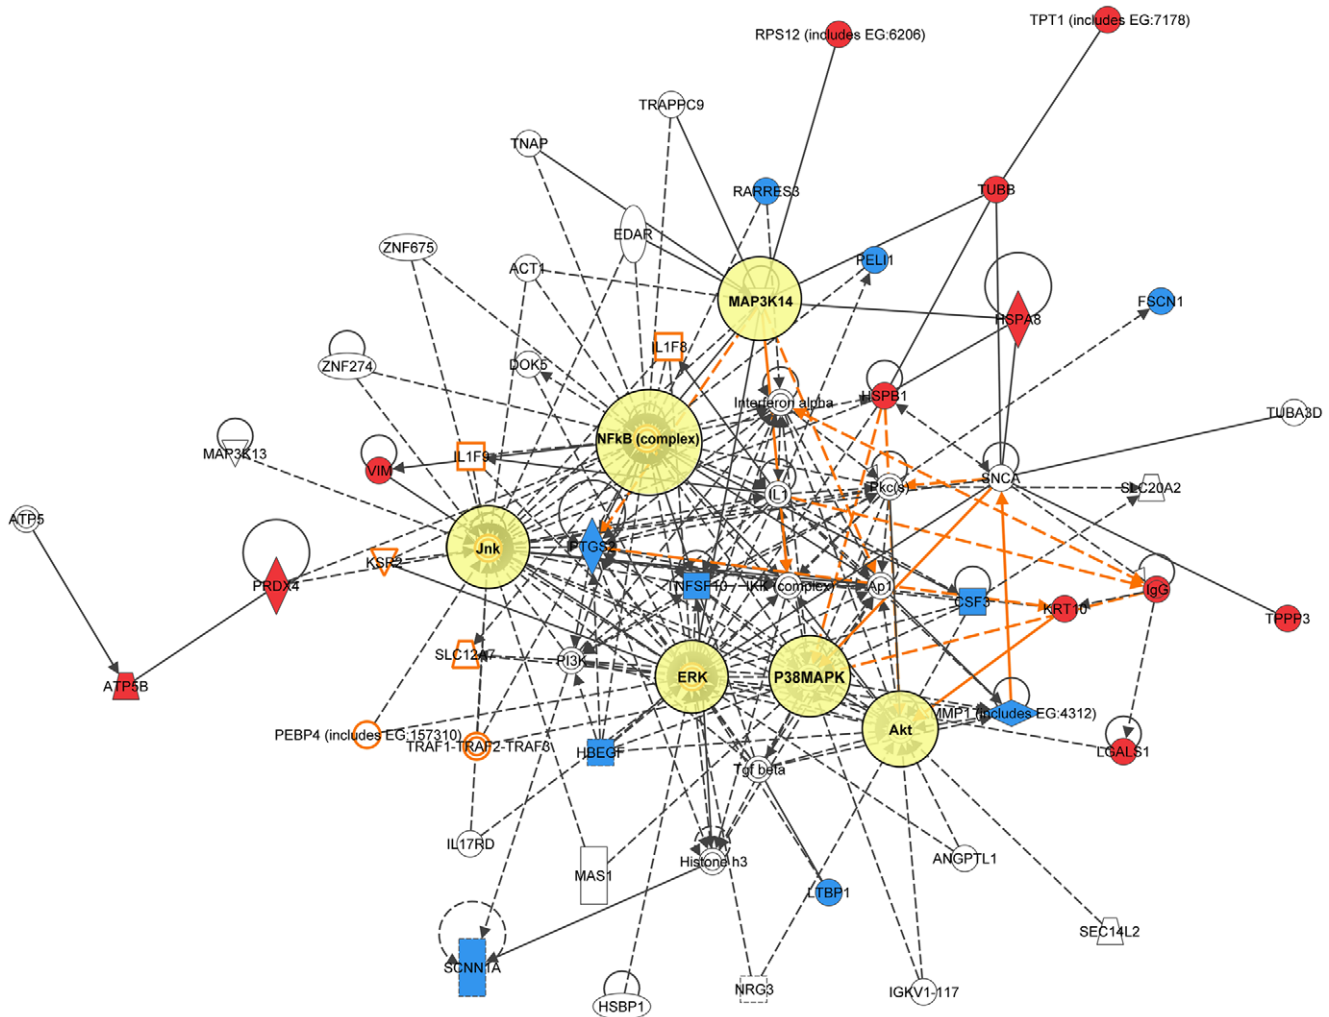 TPT1 (includes EG:7178)
RPS12 (includes EG:6206)
TRAPPC9
TNAP
RARRES3
TUBB
EDAR
ZNF675
PELI1
ACT1
MAP3K14
FSCN1
HSPA8
IL1F8
ZNF274
DOK5
HSPB1
Interferon alpha
TUBA3D
NFkB (complex)
MAP3K13
IL1F9
VIM
SNCA
Pkc(s)
SLC20A2
IL1
ATP5
Jnk
PTGS2
KSR2
PRDX4
TNFSF10
IKK (complex)
Ap1
CSF3
KRT10
IgG
TPPP3
SLC12A7
PI3K
ERK
P38MAPK
ATP5B
MMP1 (includes EG:4312)
Akt
PEBP4 (includes EG:157310)
TRAF1-TRAF2-TRAF3
HBEGF
LGALS1
Tgf beta
IL17RD
Histone h3
ANGPTL1
MAS1
LTBP1
SEC14L2
SCNN1A
NRG3
IGKV1-117
HSBP1